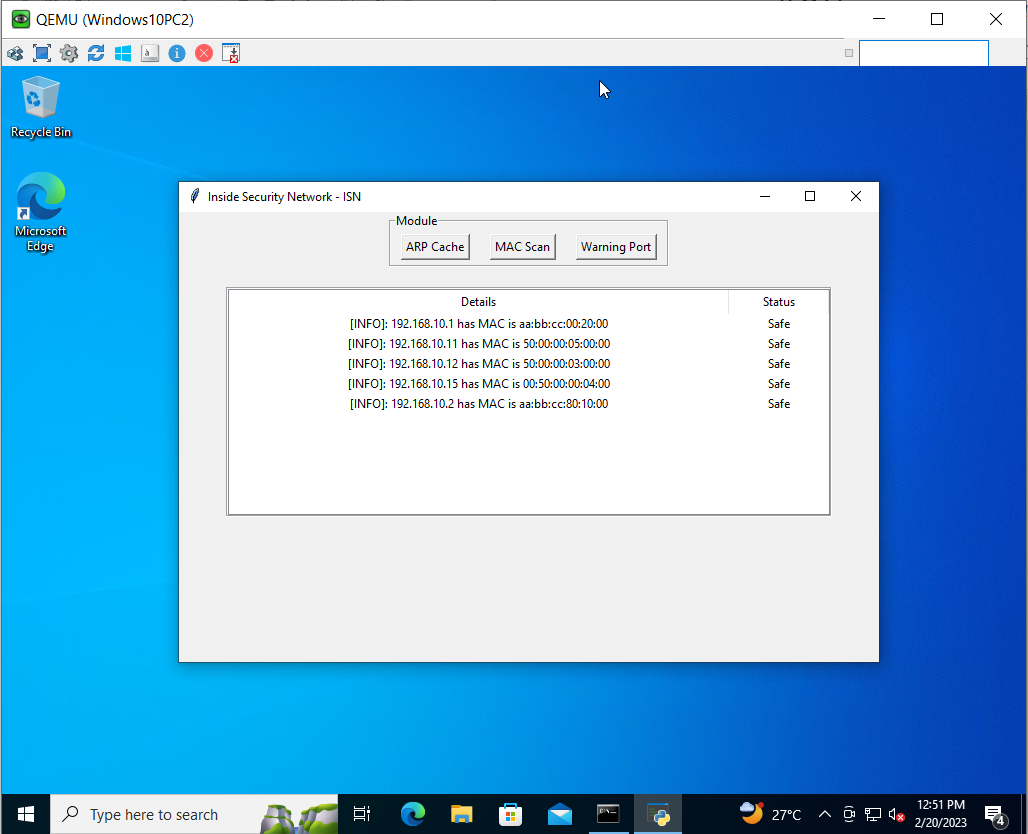 QEMU (Windows10PC2)
Recycle Bin
Microsoft
Edge
Inside Security Network - ISN
Module
ARP Cache MAC Scan Warning Port
Details Status
[INFO]: 192.168.10.1 has MAC is aa:bb:cc:00:20:00 Safe
[INFO]: 192.168.10.11 has MAC is 50:00:00:05:00:00 Safe
[INFO]: 192.168.10.12 has MAC is 50:00:00:03:00:00 Safe
[INFO]: 192.168.10.15 has MAC is 00:50:00:00:04:00 Safe
[INFO]: 192.168.10.2 has MAC is aa:bb:cc:80:10:00 Safe
Type here to search
27°C
12:51 PM
2/20/2023
4